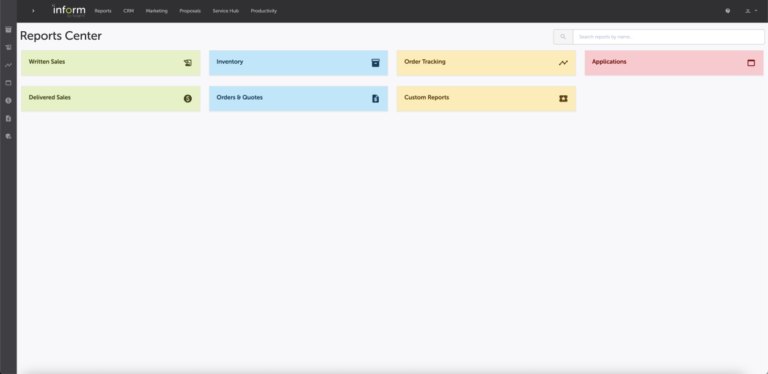 inform
Reports
CRM
Marketing
Proposals
Service Hub
Productivity
Reports Center
Search reports by name...
Written Sales
Inventory
Order Tracking
Applications
Delivered Sales
Orders & Quotes
Custom Reports